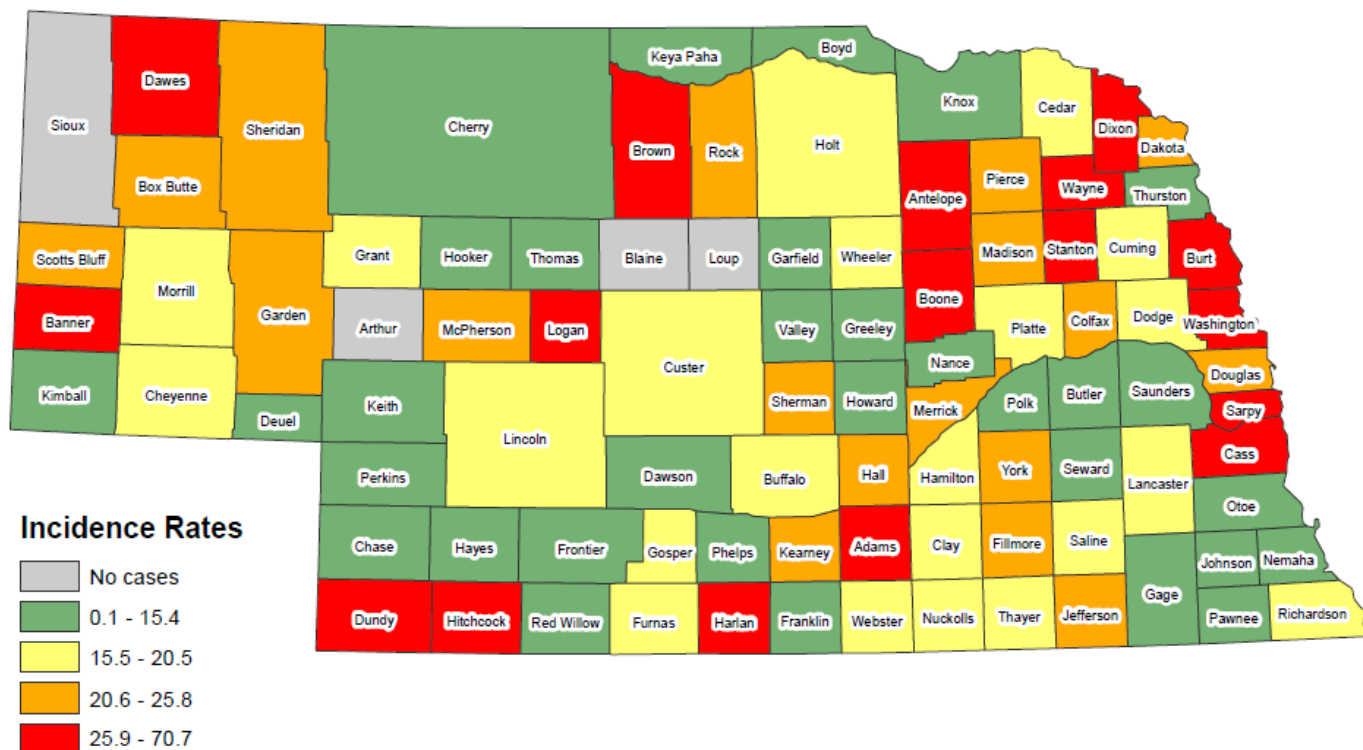 Keya Paha
Boyd
Dawes
Knox
Cedar
Sioux
Sheridan
Cherry
Dixon
Brown
Rock
Holt
Dakota
Box Butte
Pierce
Wayne
Antelope
Thurston
Scotts Bluff
Grant
Hooker
Thomas
Blaine
Loup
Garfield
Wheeler
Madison
Stanton
Cuming
Burt
Morrill
Banner
Garden
Arthur
McPherson
Logan
Valley
Greeley
Boone
Platte
Colfax
Dodge
Washington
Nance
Custer
Kimball
Cheyenne
Deuel
Keith
Sherman
Howard
Merrick
Polk
Butler
Saunders
Douglas
Sarpy
Lincoln
Cass
Perkins
Dawson
Buffalo
Hall
Hamilton
York
Seward
Lancaster
Otoe
Chase
Hayes
Frontier
Gosper
Phelps
Kearney
Adams
Clay
Fillmore
Saline
Johnson
Nemaha
Gage
Dundy
Hitchcock
Red Willow
Furnas
Harlan
Franklin
Webster
Nuckolls
Thayer
Jefferson
Pawnee
Richardson
Incidence Rates
No cases
0.1 - 15.4
15.5 - 20.5
20.6 - 25.8
25.9 - 70.7